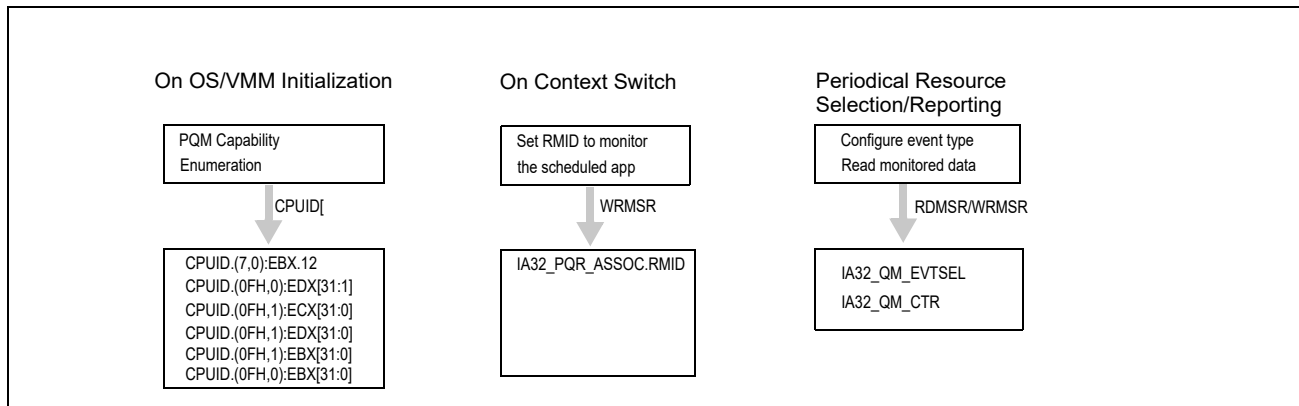 On OS/VMM Initialization
PQM Capability
Enumeration
CPUID[
CPUID.(7,0):EBX.12
CPUID.(0FH,0):EDX[31:1]
CPUID.(0FH,1):ECX[31:0]
CPUID.(0FH,1):EDX[31:0]
CPUID.(0FH,1):EBX[31:0]
CPUID.(0FH,0):EBX[31:0]
On Context Switch
Set RMID to monitor
the scheduled app
WRMSR
IA32_PQR_ASSOC.RMID
Periodical Resource
Selection/Reporting
Configure event type
Read monitored data
RDMSR/WRMSR
IA32_QM_EVTSEL
IA32_QM_CTR